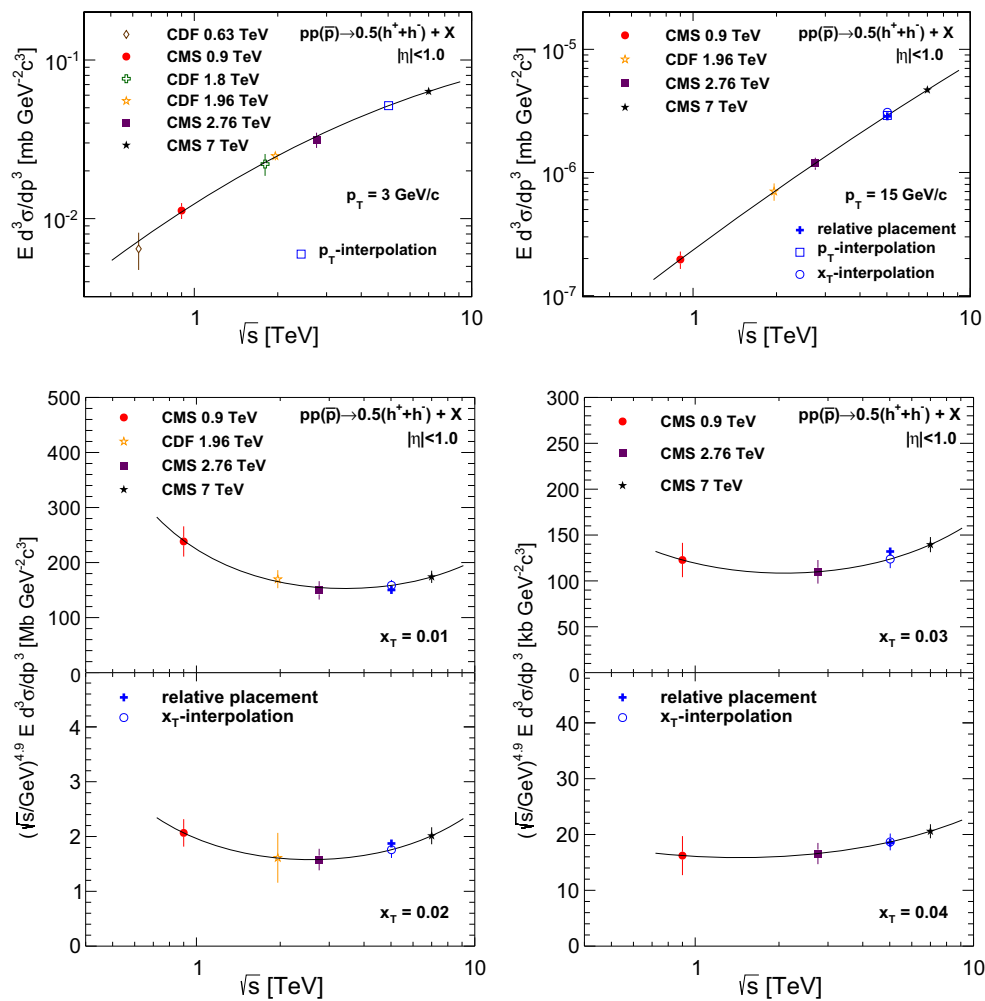 CDF 0.63 TeV
CMS 0.9 TeV
CDF 1.8 TeV
CDF 1.96 TeV
CMS 2.76 TeV
CMS 7 TeV
pp(p̅)→0.5(h⁺+h⁻) + X
|η|<1.0
p_T = 3 GeV/c
p_T-interpolation
10⁻¹
10⁻²
E d³σ/dp³ [mb GeV⁻²c³]
1
10
√s [TeV]
CMS 0.9 TeV
CDF 1.96 TeV
CMS 2.76 TeV
CMS 7 TeV
pp(p̅)→0.5(h⁺+h⁻) + X
|η|<1.0
p_T = 15 GeV/c
relative placement
p_T-interpolation
x_T-interpolation
10⁻⁵
10⁻⁶
10⁻⁷
E d³σ/dp³ [mb GeV⁻²c³]
1
10
√s [TeV]
CMS 0.9 TeV
CDF 1.96 TeV
CMS 2.76 TeV
CMS 7 TeV
pp(p̅)→0.5(h⁺+h⁻) + X
|η|<1.0
x_T = 0.01
500
400
300
200
100
0
relative placement
x_T-interpolation
x_T = 0.02
4
2
0
(√s/GeV)⁴·⁹ E d³σ/dp³ [Mb GeV⁻²c³]
1
10
√s [TeV]
CMS 0.9 TeV
CMS 2.76 TeV
CMS 7 TeV
pp(p̅)→0.5(h⁺+h⁻) + X
|η|<1.0
x_T = 0.03
300
250
200
150
100
50
0
relative placement
x_T-interpolation
x_T = 0.04
40
20
0
(√s/GeV)⁴·⁹ E d³σ/dp³ [kb GeV⁻²c³]
1
10
√s [TeV]